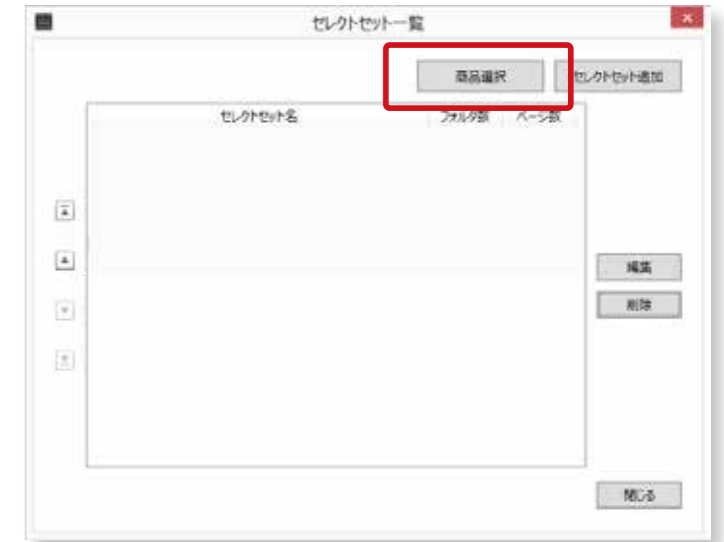 セレクトセット一覧
商品選択
セレクトセット追加
セレクトセット名 フォルダ数 ページ数
編集
削除
閉じる